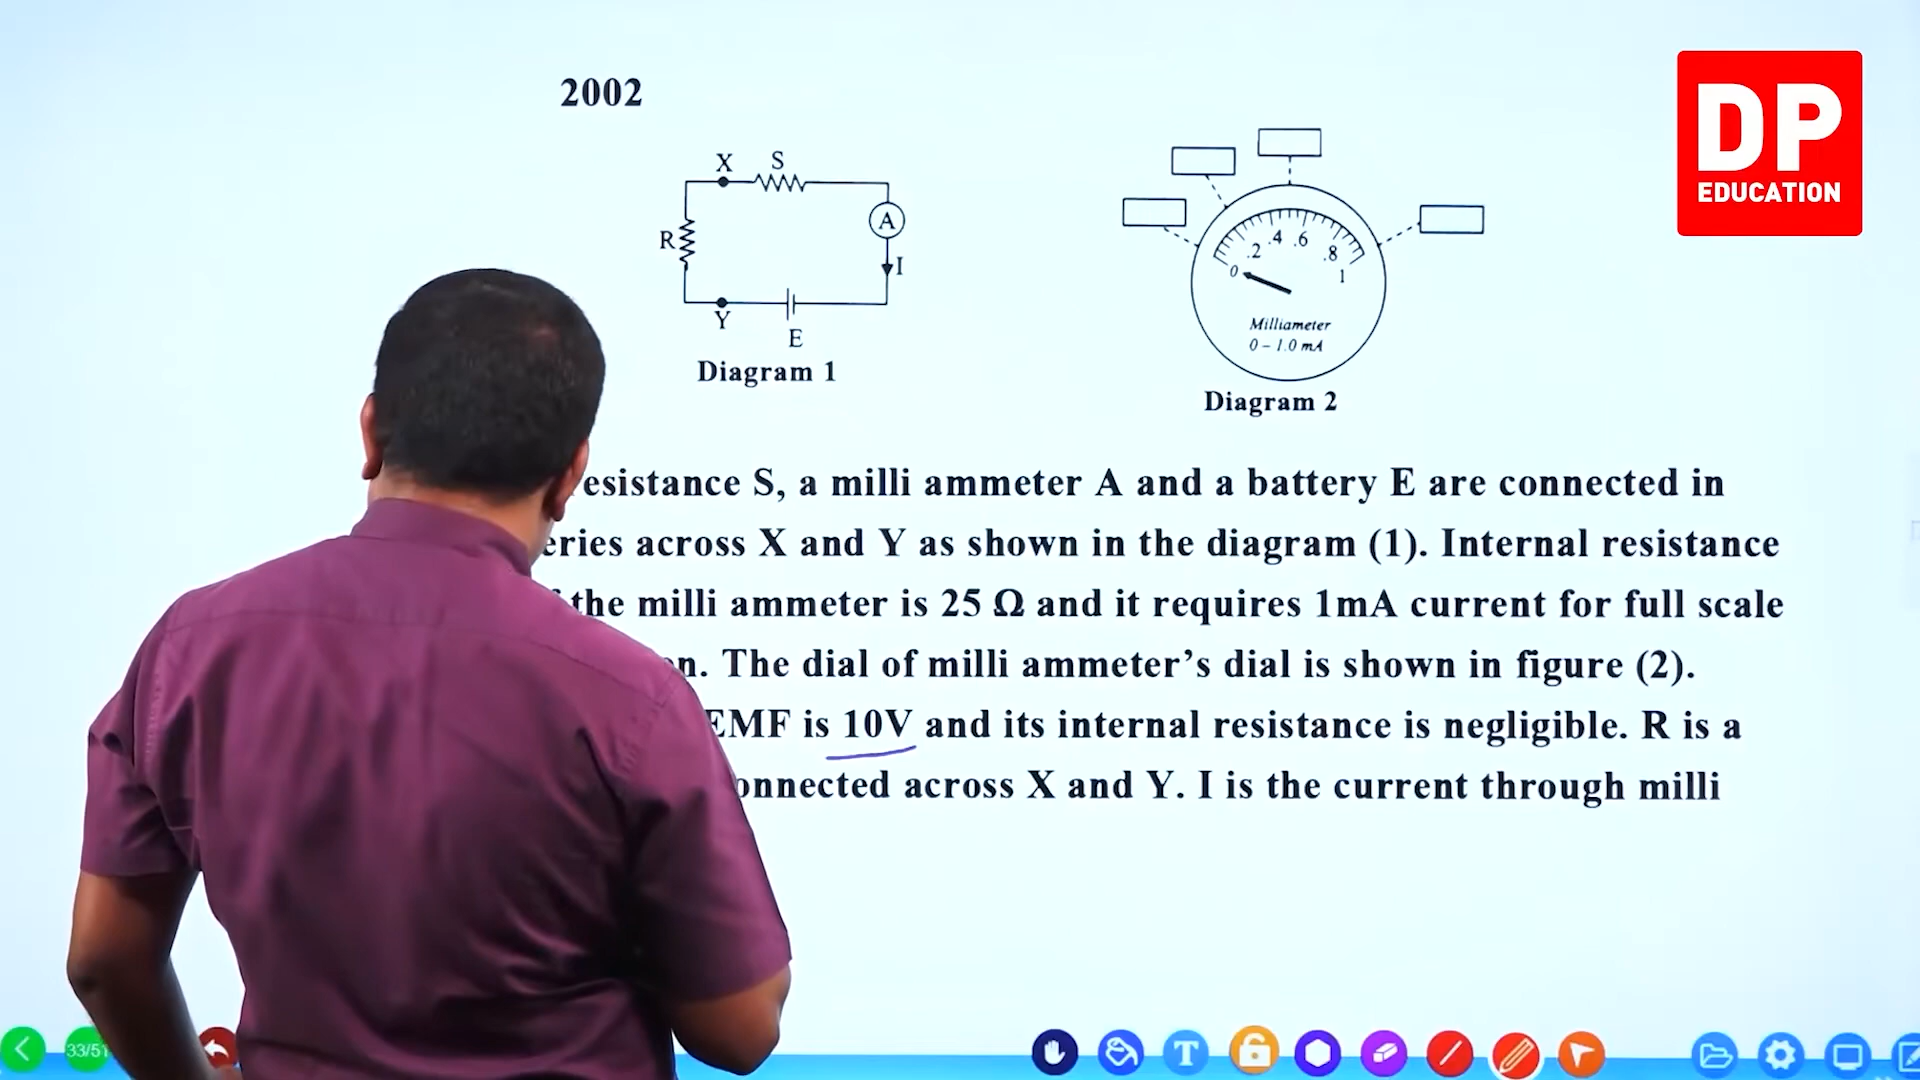 2002
DP
EDUCATION
X S
R
A
I
Y
E
Diagram 1
0 .2 .4 .6 .8 1
Milliameter
0 – 1.0 mA
Diagram 2
esistance S, a milli ammeter A and a battery E are connected in
eries across X and Y as shown in the diagram (1). Internal resistance
the milli ammeter is 25 Ω and it requires 1mA current for full scale
n. The dial of milli ammeter’s dial is shown in figure (2).
EMF is 10V and its internal resistance is negligible. R is a
onnected across X and Y. I is the current through milli
33/51
T